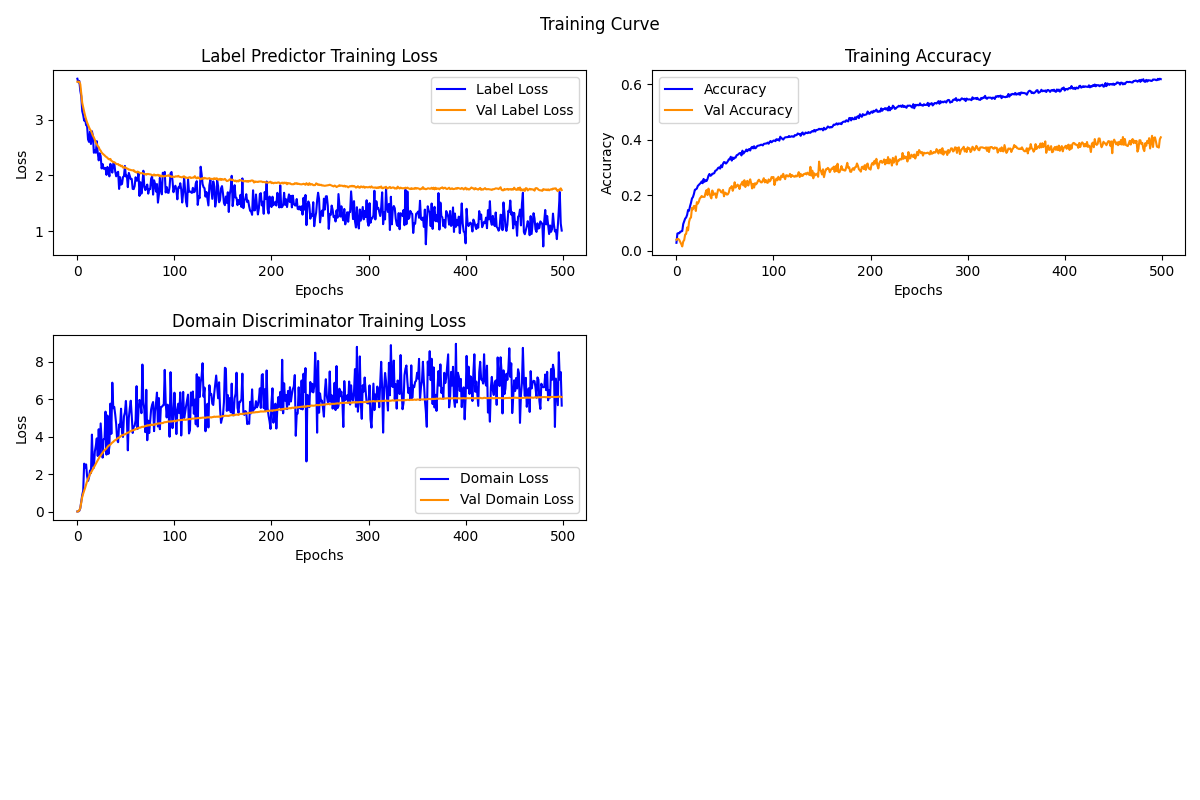 Training Curve
Label Predictor Training Loss
Label Loss
Val Label Loss
Loss
3
2
1
0 100 200 300 400 500
Epochs
Training Accuracy
Accuracy
Val Accuracy
Accuracy
0.6
0.4
0.2
0.0
0 100 200 300 400 500
Epochs
Domain Discriminator Training Loss
Loss
8
6
4
2
0
Domain Loss
Val Domain Loss
0 100 200 300 400 500
Epochs